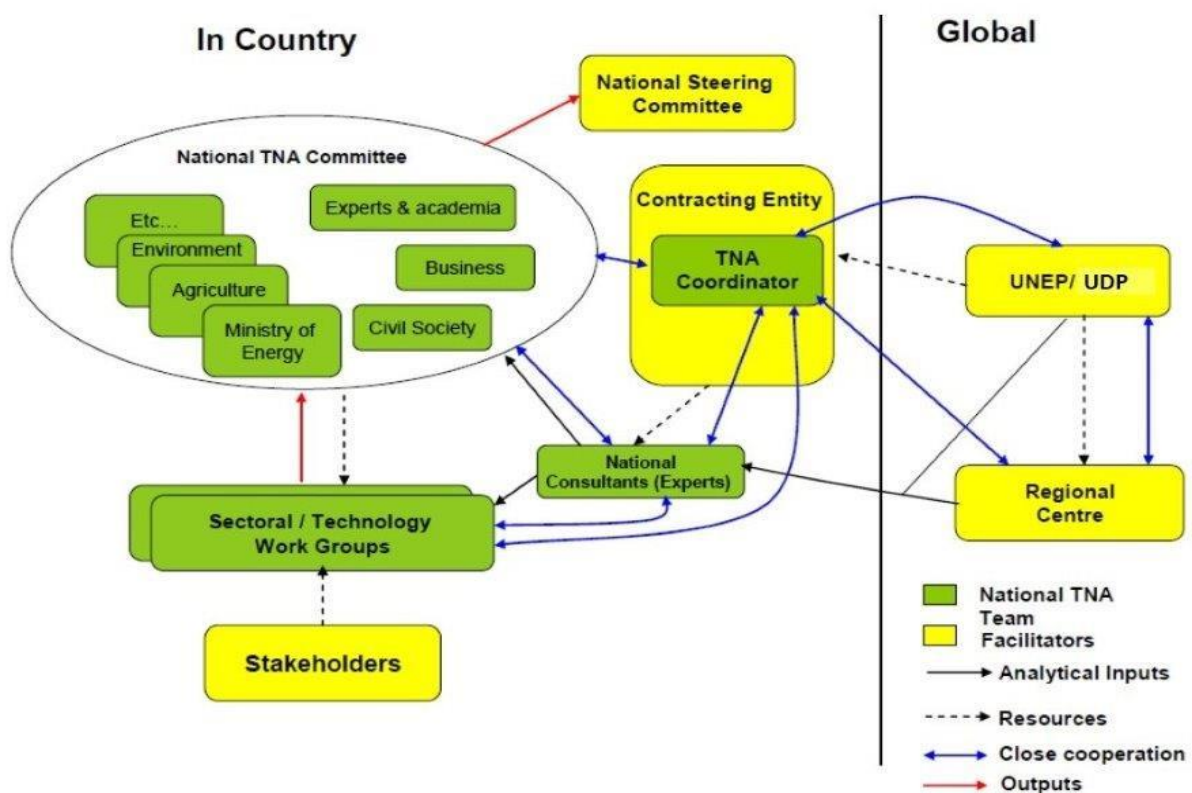 In Country
Global
National Steering
Committee
National TNA Committee
Etc...
Environment
Agriculture
Ministry of
Energy
Experts & academia
Business
Civil Society
Contracting Entity
TNA
Coordinator
UNEP/ UDP
National
Consultants (Experts)
Regional
Centre
Sectoral / Technology
Work Groups
Stakeholders
National TNA
Team
Facilitators
Analytical Inputs
Resources
Close cooperation
Outputs